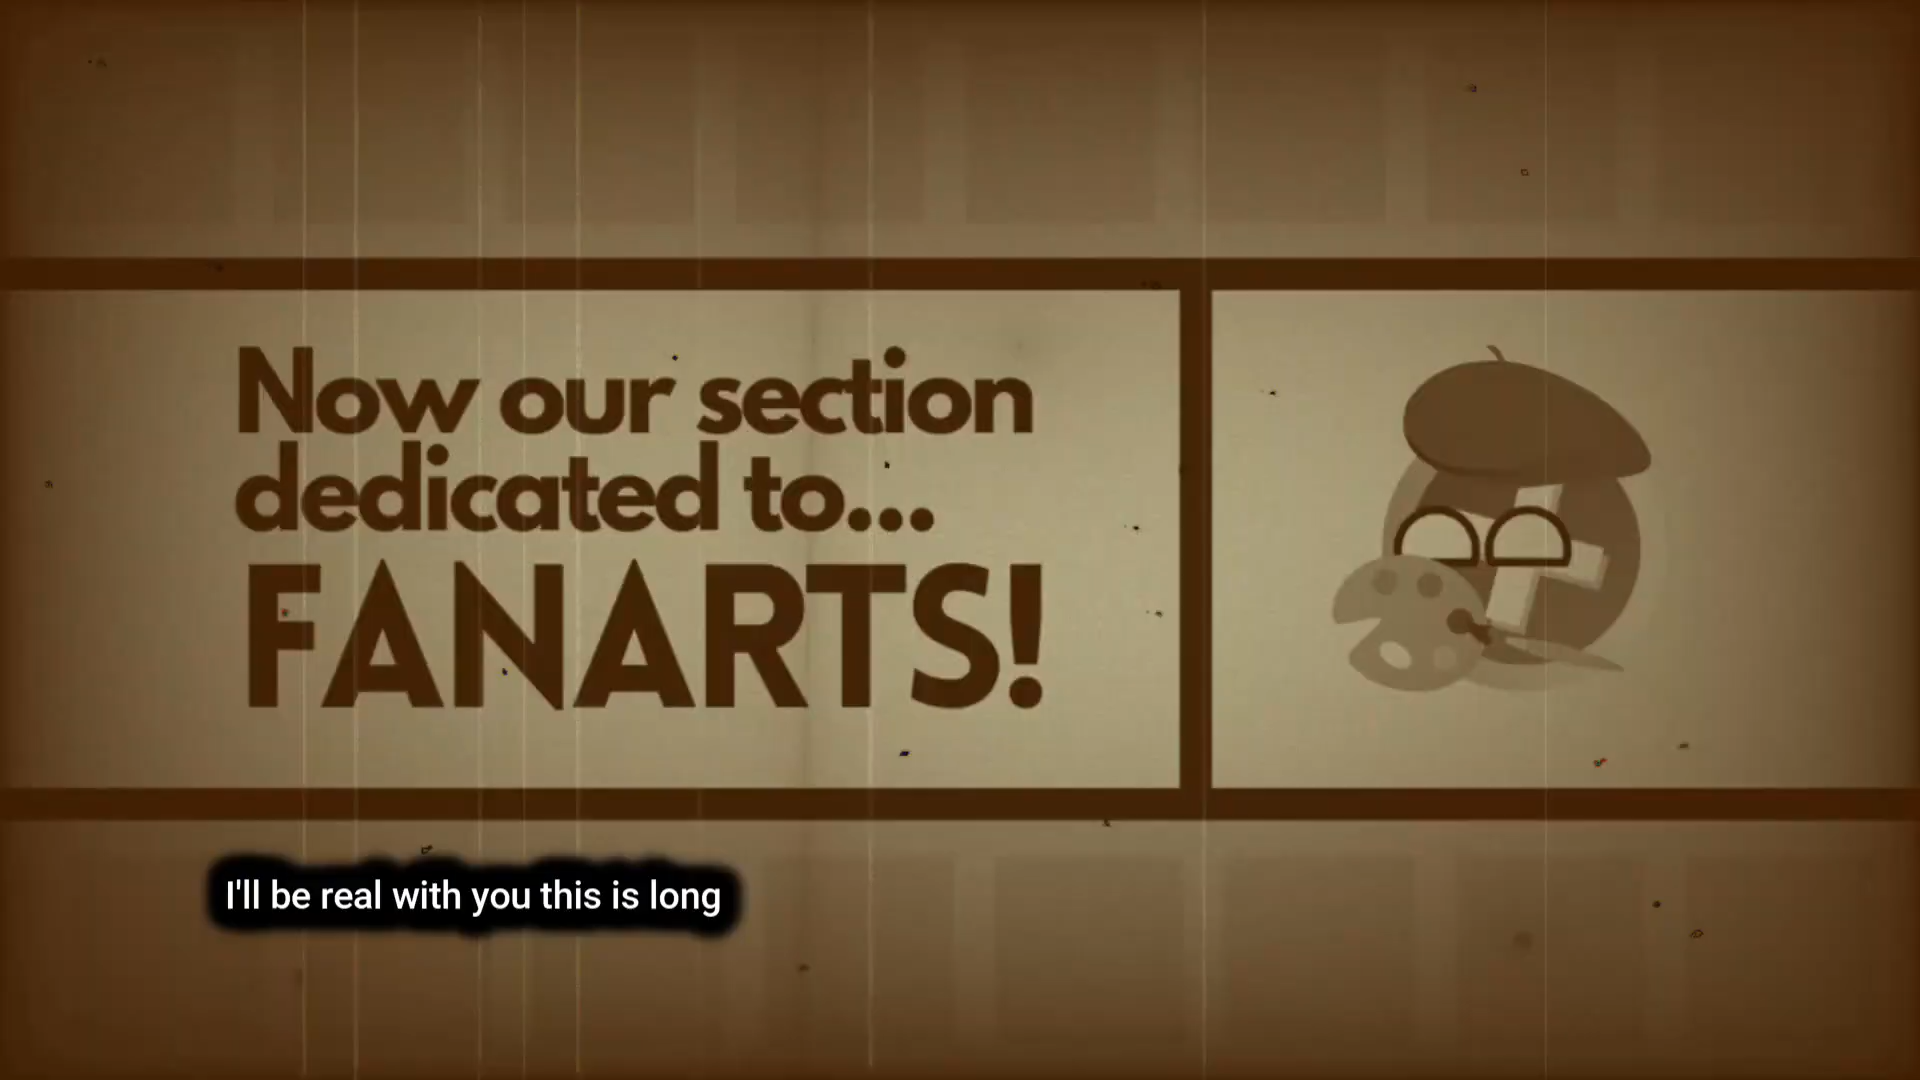 Now our section
dedicated to...
FANARTS!
I'll be real with you this is long